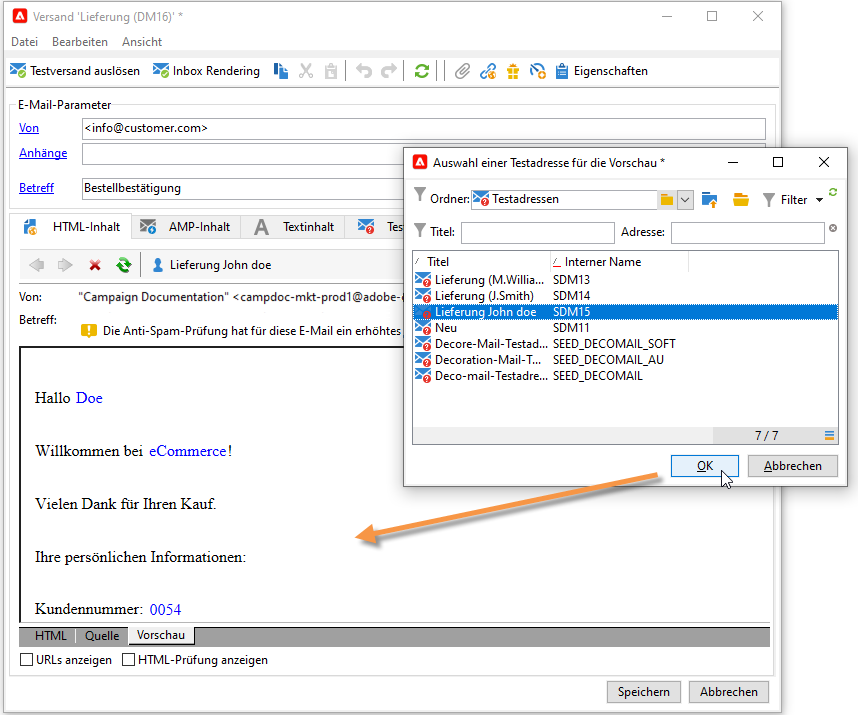 Versand 'Lieferung (DM16)' *
Datei Bearbeiten Ansicht
Testversand auslösen Inbox Rendering Eigenschaften
E-Mail-Parameter
Von <info@customer.com>
Anhänge
Betreff Bestellbestätigung
HTML-Inhalt AMP-Inhalt Textinhalt
Lieferung John doe
Von: "Campaign Documentation" <campdoc-mkt-prod1@adobe-
Betreff:
Die Anti-Spam-Prüfung hat für diese E-Mail ein erhöhtes
Hallo Doe
Willkommen bei eCommerce!
Vielen Dank für Ihren Kauf.
Ihre persönlichen Informationen:
Kundennummer: 0054
HTML Quelle Vorschau
URLs anzeigen HTML-Prüfung anzeigen
Speichern Abbrechen
Auswahl einer Testadresse für die Vorschau *
Ordner: Testadressen Filter
Titel: Adresse:
Titel Interner Name
Lieferung (M.Willia... SDM13
Lieferung (J.Smith) SDM14
Lieferung John doe SDM15
Neu SDM11
Decore-Mail-Testad... SEED_DECOMAIL_SOFT
Decoration-Mail-T... SEED_DECOMAIL_AU
Deco-mail-Testadre... SEED_DECOMAIL
7 / 7
OK Abbrechen